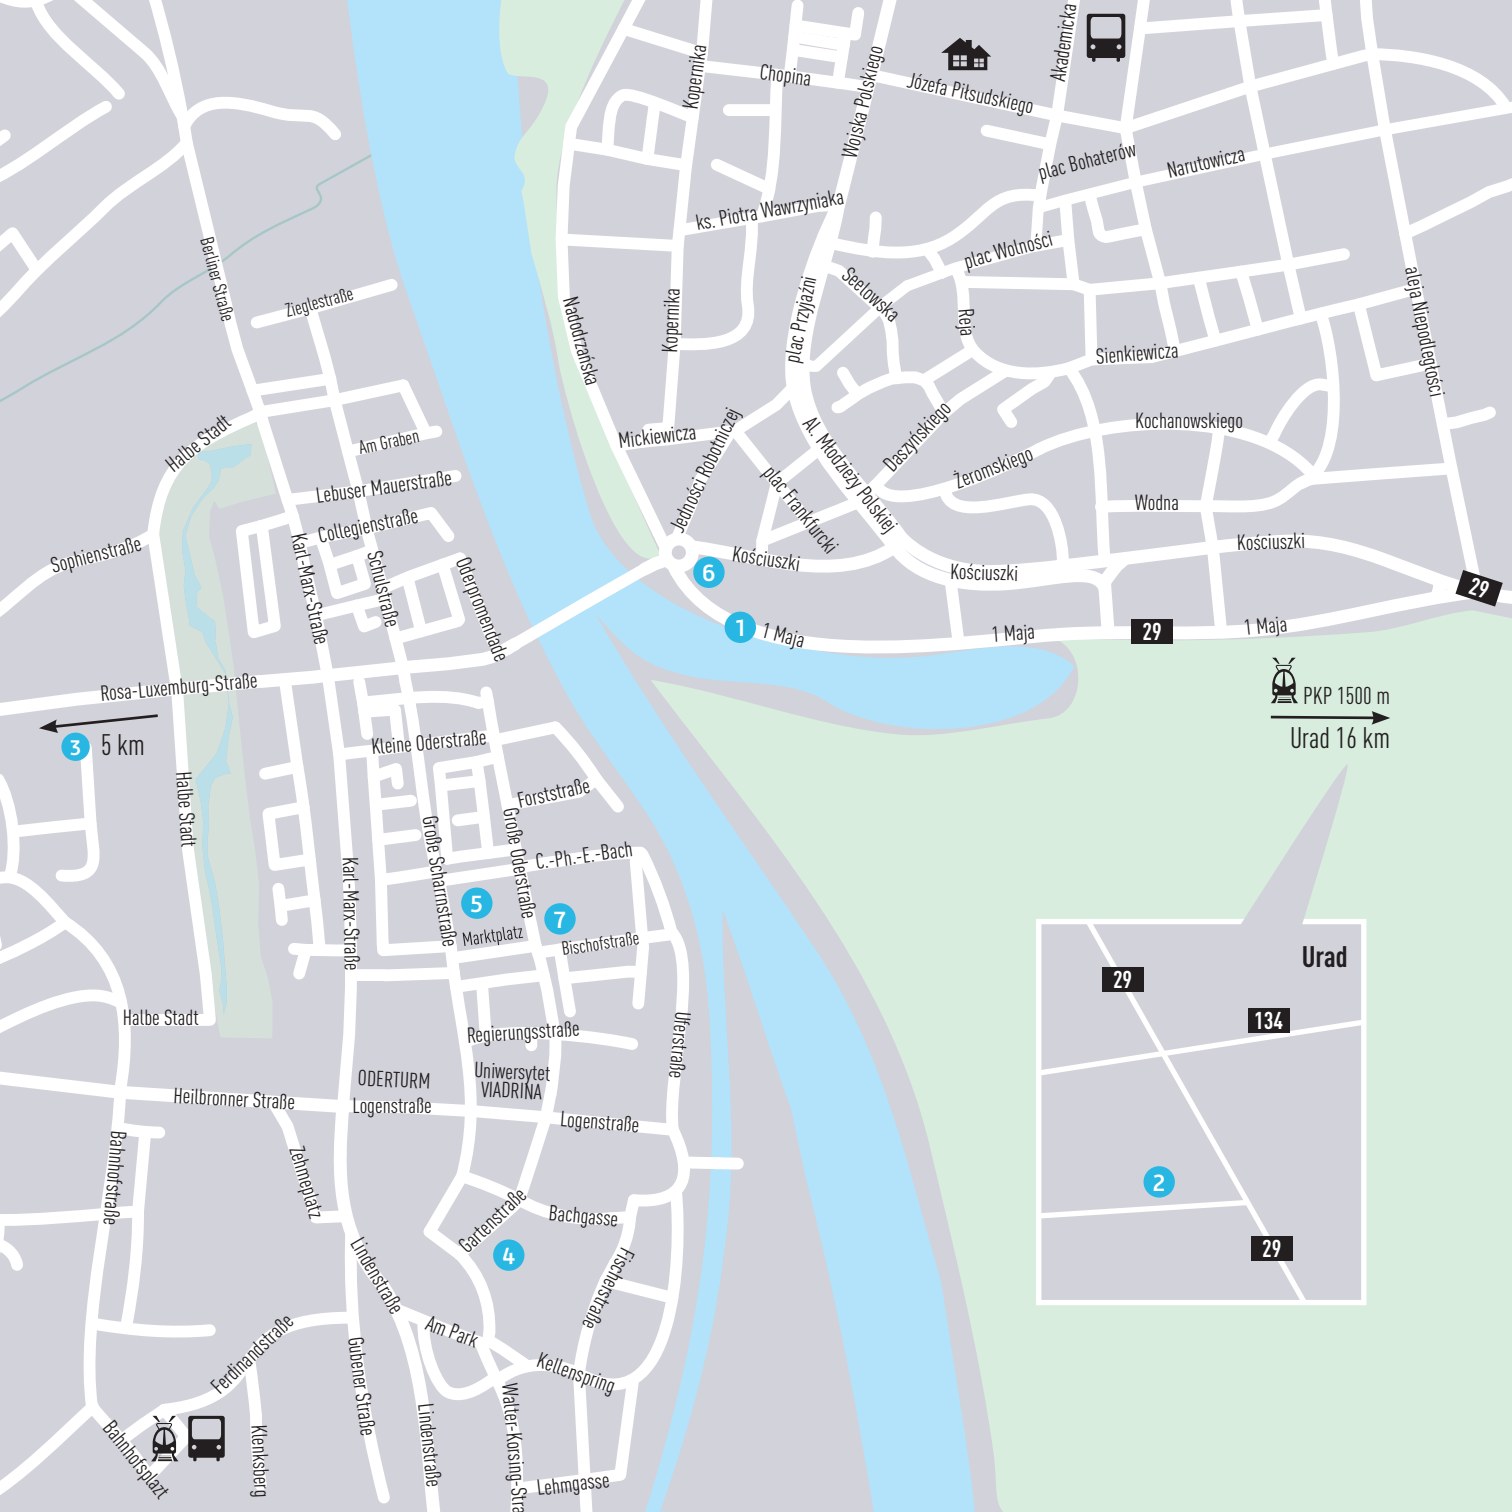 Kopernika
Chopina
Wojska Polskiego
Józefa Piłsudskiego
Akademicka
plac Bohaterów
Narutowicza
ks. Piotra Wawrzyniaka
plac Wolności
Berliner Straße
Zieglestraße
Nadodrzańska
Kopernika
plac Przyjaźni
Seelowska
Reja
Sienkiewicza
aleja Niepodległości
Halbe Stadt
Am Graben
Mickiewicza
Jedności Robotniczej
Al. Młodzieży Polskiej
Daszyńskiego
Kochanowskiego
Żeromskiego
Lebuser Mauerstraße
Collegienstraße
plac Frankfurcki
Wodna
Sophienstraße
Karl-Marx-Straße
Schulstraße
Oderpromendade
Kościuszki
Kościuszki
Kościuszki
29
6
1
1 Maja
1 Maja
29
1 Maja
Rosa-Luxemburg-Straße
PKP 1500 m
Urad 16 km
3
5 km
Kleine Oderstraße
Halbe Stadt
Forststraße
Große Scharrnstraße
Große Oderstraße
C.-Ph.-E.-Bach
Karl-Marx-Straße
5
7
Marktplatz
Bischofstraße
Urad
29
134
2
29
Halbe Stadt
Regierungsstraße
Uferstraße
ODERTURM
Uniwersytet
VIADRINA
Heilbronner Straße
Logenstraße
Logenstraße
Bahnhofstraße
Zehmeplatz
Gartenstraße
Bachgasse
4
Lindenstraße
Fischerstraße
Am Park
Ferdinandstraße
Gubener Straße
Kellenspring
Bahnhofsplazt
Klenksberg
Lindenstraße
Walter-Korsing-Stra
Lehmgasse